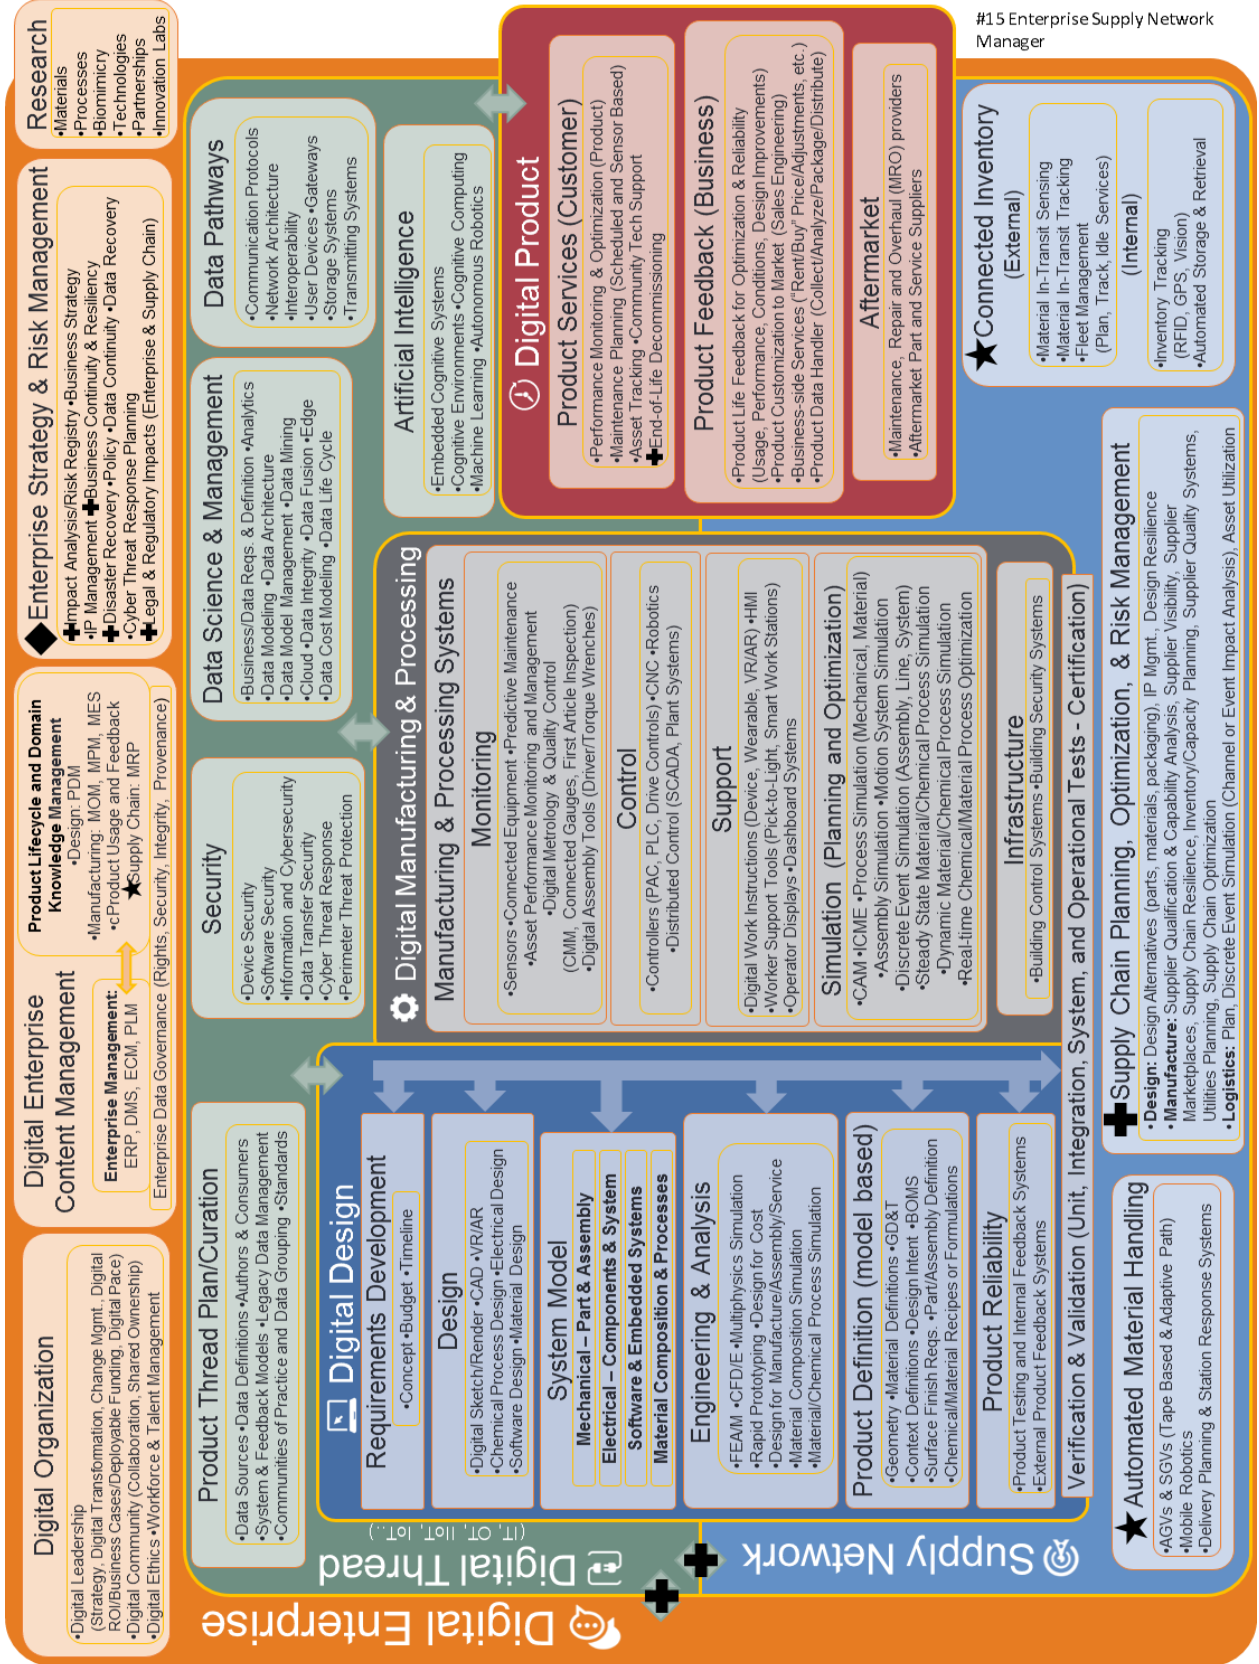 #15 Enterprise Supply Network
Manager
Digital Enterprise
Digital Organization
•Digital Leadership
(Strategy, Digital Transfomation, Change Mgmt., Digital
ROI/Business Cases/Deployable Funding, Digital Pace)
•Digital Community (Collaboration, Shared Ownership)
•Digital Ethics •Workforce & Talent Management
Digital Enterprise
Content Management
Enterprise Management:
ERP, DMS, ECM, PLM
Product Lifecycle and Domain
Knowledge Management
•Design: PDM
•Manufacturing: MOM, MPM, MES
•cProduct Usage and Feedback
Supply Chain: MRP
Enterprise Data Governance (Rights, Security, Integrity, Provenance)
Enterprise Strategy & Risk Management
Impact Analysis/Risk Registry •Business Strategy
•IP Management Business Continuity & Resiliency
Disaster Recovery •Policy •Data Continuity •Data Recovery
•Cyber Threat Response Planning
Legal & Regulatory Impacts (Enterprise & Supply Chain)
Research
•Materials
•Processes
•Biomimicry
•Technologies
•Partnerships
•Innovation Labs
Digital Thread
(IT, OT, IIoT, IoT..)
Product Thread Plan/Curation
•Data Sources •Data Definitions •Authors & Consumers
•System & Feedback Models •Legacy Data Management
•Communities of Practice and Data Grouping •Standards
Security
•Device Security
•Software Security
•Information and Cybersecurity
•Data Transfer Security
•Cyber Threat Response
•Perimeter Threat Protection
Data Science & Management
•Business/Data Reqs. & Definition •Analytics
•Data Modeling •Data Architecture
•Data Model Management •Data Mining
•Cloud •Data Integrity •Data Fusion •Edge
•Data Cost Modeling •Data Life Cycle
Data Pathways
•Communication Protocols
•Network Architecture
•Interoperability
•User Devices •Gateways
•Storage Systems
•Transmitting Systems
Artificial Intelligence
•Embedded Cognitive Systems
•Cognitive Environments •Cognitive Computing
•Machine Learning •Autonomous Robotics
Digital Design
Requirements Development
•Concept •Budget •Timeline
Design
•Digital Sketch/Render •CAD •VR/AR
•Chemical Process Design •Electrical Design
•Software Design •Material Design
System Model
Mechanical – Part & Assembly
Electrical – Components & System
Software & Embedded Systems
Material Composition & Processes
Engineering & Analysis
•FEA/M •CFD/E •Multiphysics Simulation
•Rapid Prototyping •Design for Cost
•Design for Manufacture/Assembly/Service
•Material Composition Simulation
•Material/Chemical Process Simulation
Product Definition (model based)
•Geometry •Material Definitions •GD&T
•Context Definitions •Design Intent •BOMS
•Surface Finish Reqs. •Part/Assembly Definition
•Chemical/Material Recipes or Formulations
Product Reliability
•Product Testing and Internal Feedback Systems
•External Product Feedback Systems
Digital Manufacturing & Processing
Manufacturing & Processing Systems
Monitoring
•Sensors •Connected Equipment •Predictive Maintenance
•Asset Performance Monitoring and Management
•Digital Metrology & Quality Control
(CMM, Connected Gauges, First Article Inspection)
•Digital Assembly Tools (Driver/Torque Wrenches)
Control
•Controllers (PAC, PLC, Drive Controls) •CNC •Robotics
•Distributed Control (SCADA, Plant Systems)
Support
•Digital Work Instructions (Device, Wearable, VR/AR) •HMI
•Worker Support Tools (Pick-to-Light, Smart Work Stations)
•Operator Displays •Dashboard Systems
Simulation (Planning and Optimization)
•CAM •ICME •Process Simulation (Mechanical, Material)
•Assembly Simulation •Motion System Simulation
•Discrete Event Simulation (Assembly, Line, System)
•Steady State Material/Chemical Process Simulation
•Dynamic Material/Chemical Process Simulation
•Real-time Chemical/Material Process Optimization
Infrastructure
•Building Control Systems •Building Security Systems
Digital Product
Product Services (Customer)
•Performance Monitoring & Optimization (Product)
•Maintenance Planning (Scheduled and Sensor Based)
•Asset Tracking •Community Tech Support
End-of-Life Decommissioning
Product Feedback (Business)
•Product Life Feedback for Optimization & Reliability
(Usage, Performance, Conditions, Design Improvements)
•Product Customization to Market (Sales Engineering)
•Business-side Services ("Rent/Buy" Price/Adjustments, etc.)
•Product Data Handler (Collect/Analyze/Package/Distribute)
Aftermarket
•Maintenance, Repair and Overhaul (MRO) providers
•Aftermarket Part and Service Suppliers
Verification & Validation (Unit, Integration, System, and Operational Tests - Certification)
Supply Network
Automated Material Handling
•AGVs & SGVs (Tape Based & Adaptive Path)
•Mobile Robotics
•Delivery Planning & Station Response Systems
Supply Chain Planning, Optimization, & Risk Management
• Design: Design Alternatives (parts, materials, packaging), IP Mgmt., Design Resilience
• Manufacture: Supplier Qualification & Capability Analysis, Supplier Visibility, Supplier
Marketplaces, Supply Chain Resilience, Inventory/Capacity Planning, Supplier Quality Systems,
Utilities Planning, Supply Chain Optimization
• Logistics: Plan, Discrete Event Simulation (Channel or Event Impact Analysis), Asset Utilization
Connected Inventory
(External)
•Material In-Transit Sensing
•Material In-Transit Tracking
•Fleet Management
(Plan, Track, Idle Services)
(Internal)
•Inventory Tracking
(RFID, GPS, Vision)
•Automated Storage & Retrieval